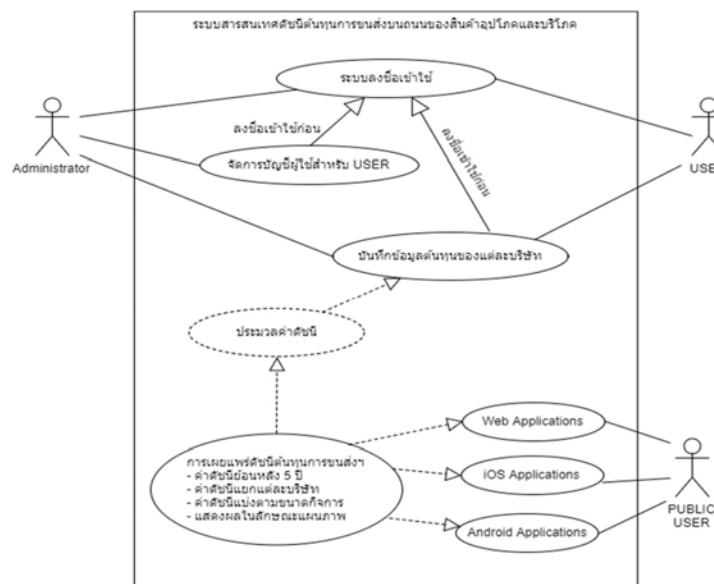 ระบบสารสนเทศดัชนีต้นทุนการขนส่งบนถนนของสินค้าอุปโภคและบริโภค
ระบบลงชื่อเข้าใช้
Administrator
USE
ลงชื่อเข้าใช้ก่อน
ลงชื่อเข้าใช้ก่อน
จัดการบัญชีผู้ใช้สำหรับ USER
บันทึกข้อมูลต้นทุนของแต่ละบริษัท
ประมวลค่าดัชนี
Web Applications
การเผยแพร่ดัชนีต้นทุนการขนส่งฯ
- ค่าดัชนีย้อนหลัง 5 ปี
- ค่าดัชนีแยกแต่ละบริษัท
- ค่าดัชนีแบ่งตามขนาดกิจการ
- แสดงผลในลักษณะแผนภาพ
iOS Applications
Android Applications
PUBLIC
USER